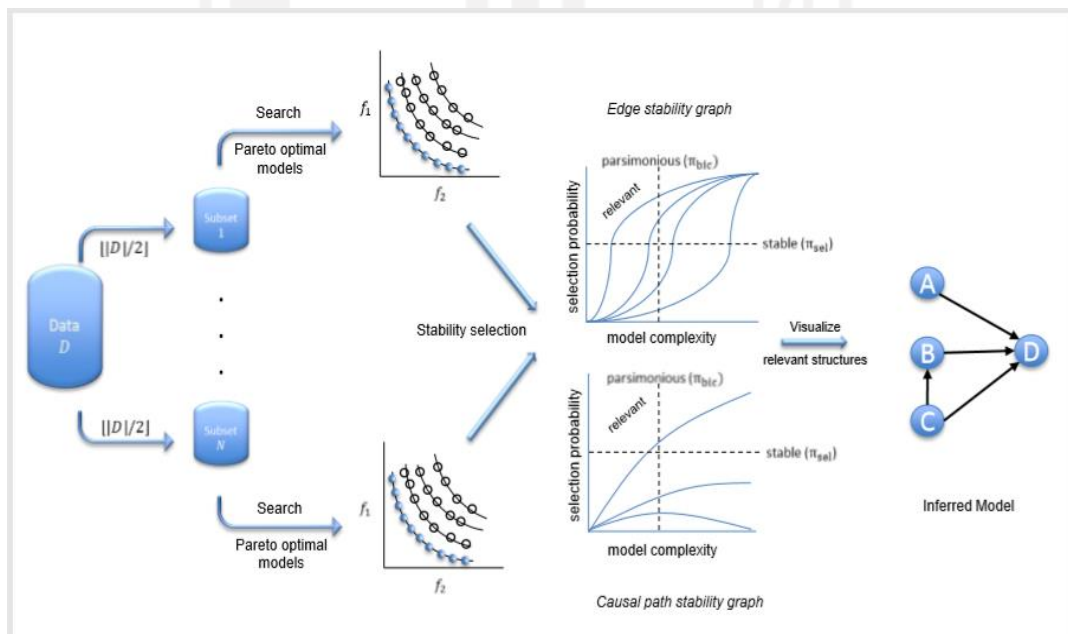 Search
Pareto optimal
models
f₁
f₂
Subset
1
⌊|D|/2⌋
Data
D
⌊|D|/2⌋
Subset
N
Search
Pareto optimal
models
f₁
f₂
Stability selection
Edge stability graph
parsimonious (πbic)
relevant
selection probability
stable (πsel)
model complexity
parsimonious (πbic)
relevant
selection probability
stable (πsel)
model complexity
Causal path stability graph
Visualize
relevant structures
A
B
C
D
Inferred Model